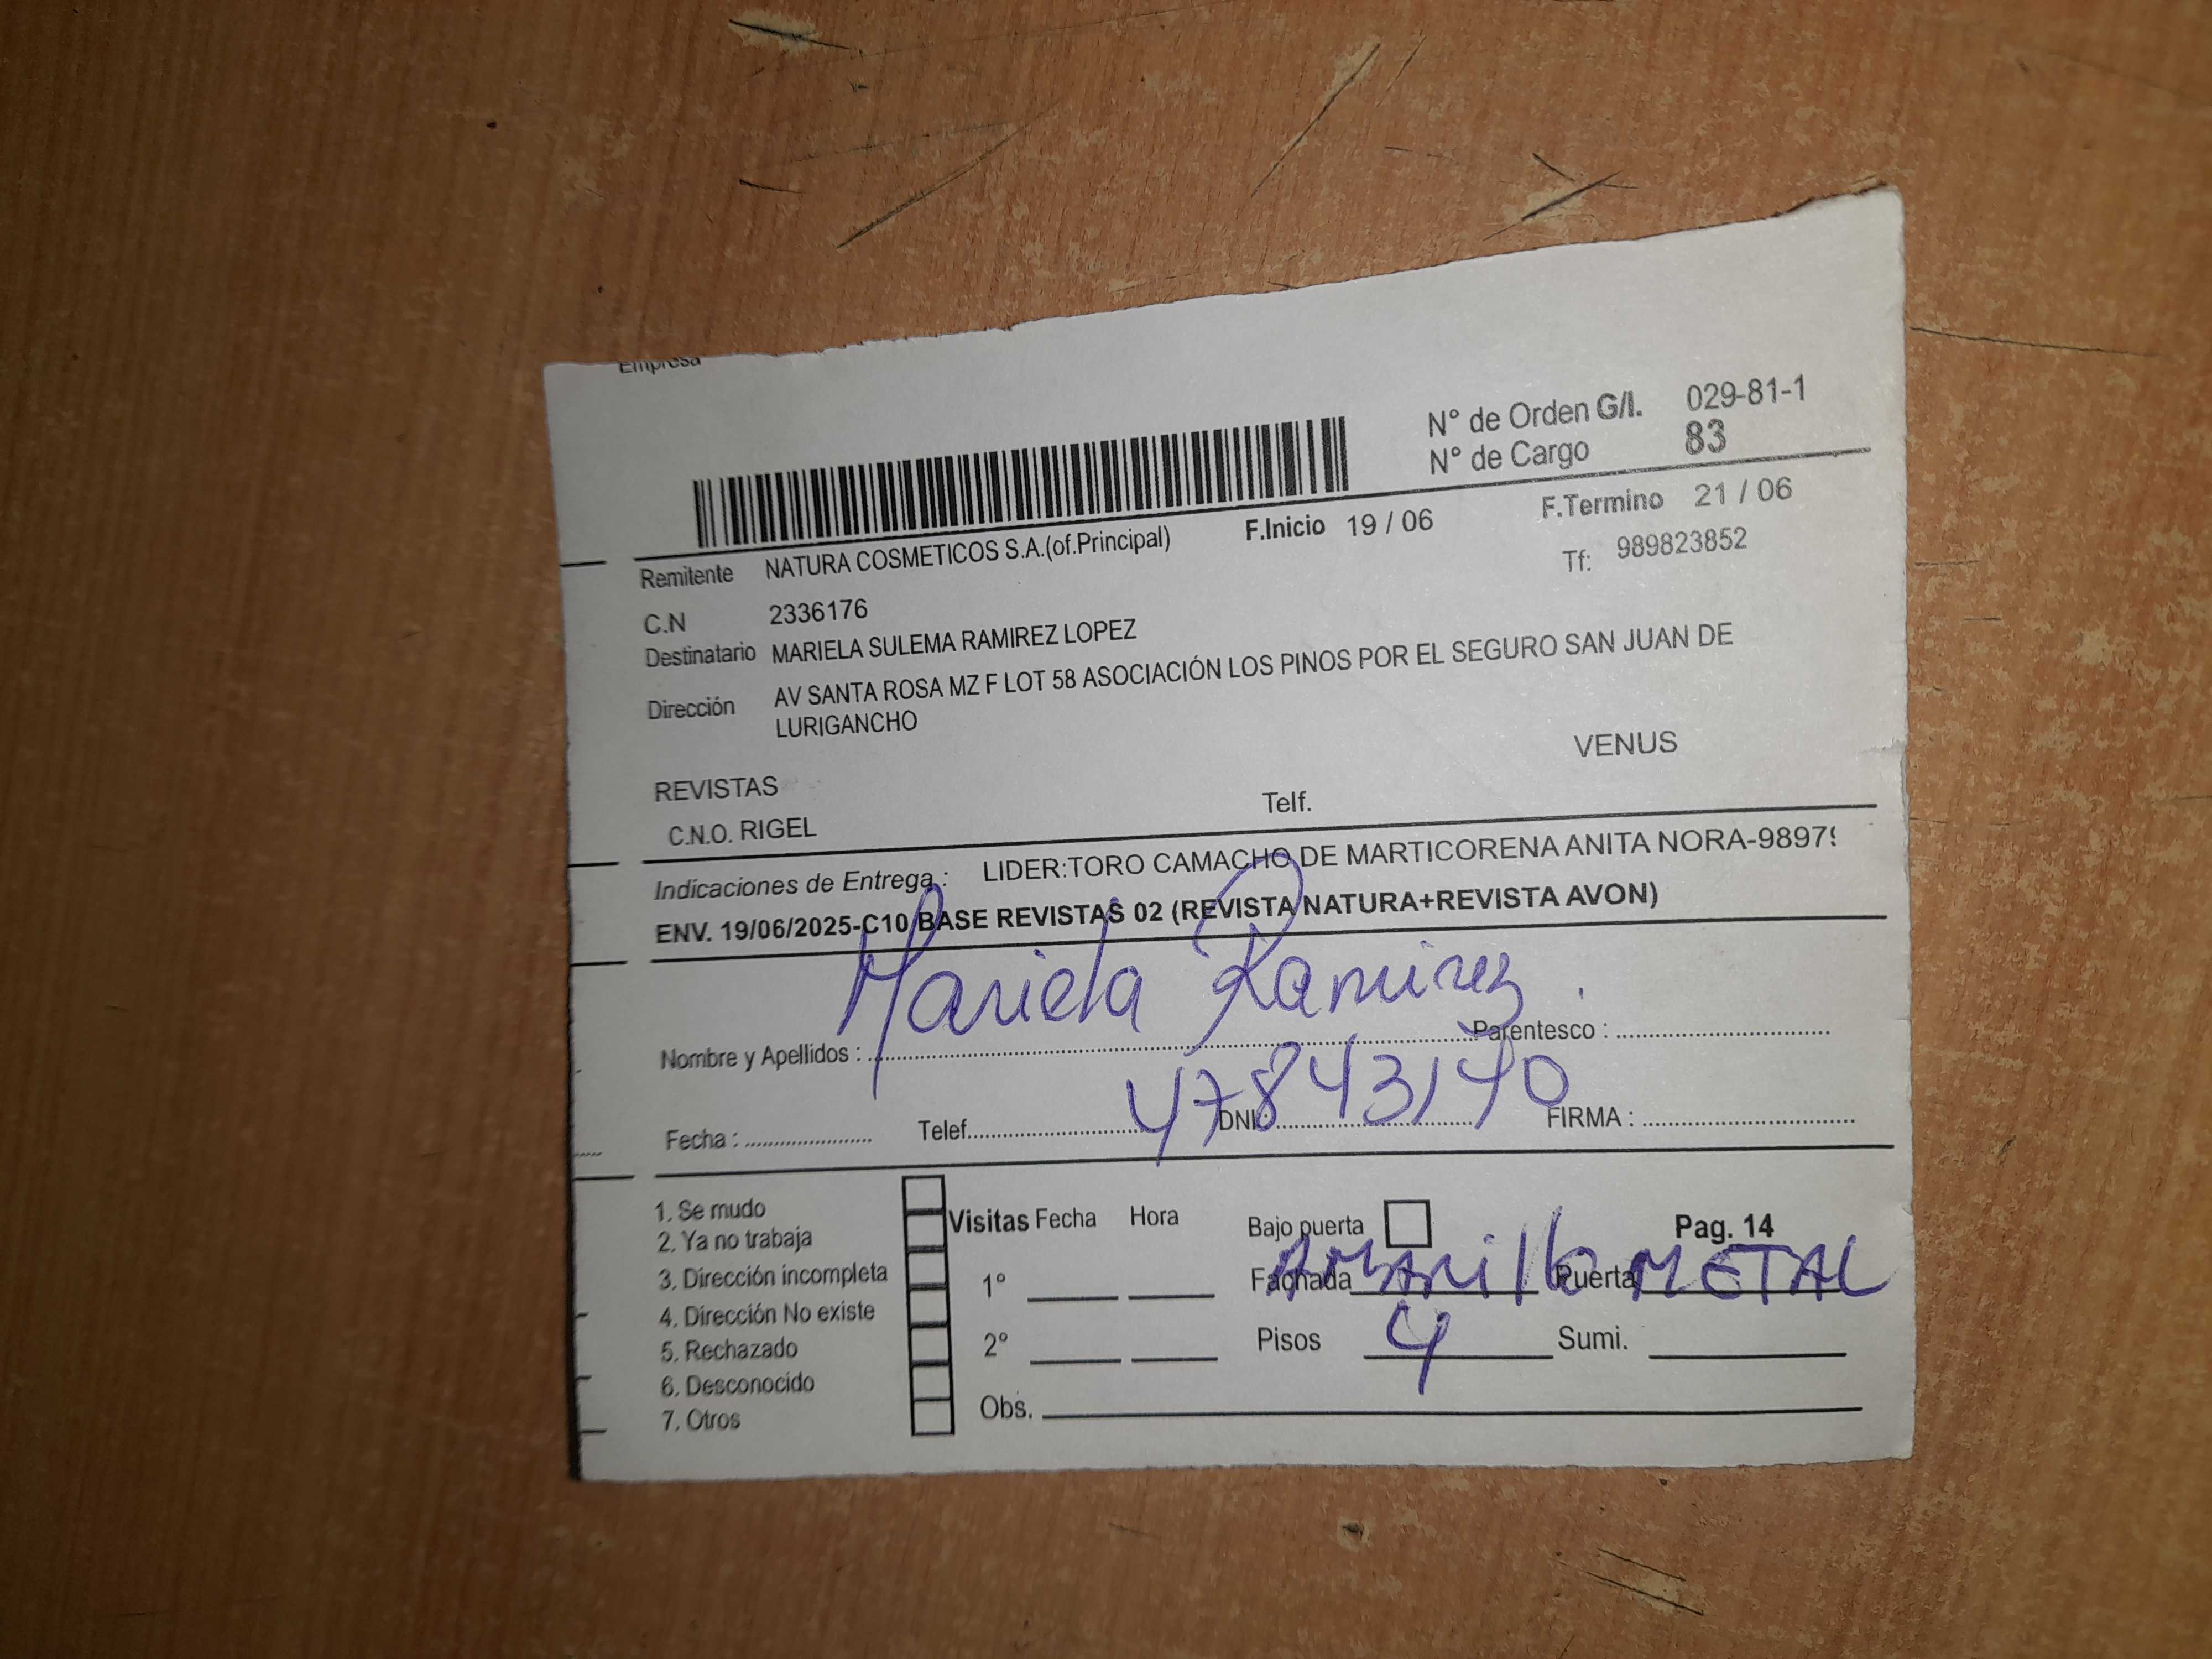 Empresa
N° de Orden G/I. 029-81-1
N° de Cargo 83
F.Inicio 19 / 06 F.Termino 21 / 06
Remitente NATURA COSMETICOS S.A.(of.Principal) Tf: 989823852
C.N 2336176
Destinatario MARIELA SULEMA RAMIREZ LOPEZ
Dirección AV SANTA ROSA MZ F LOT 58 ASOCIACIÓN LOS PINOS POR EL SEGURO SAN JUAN DE
LURIGANCHO
VENUS
REVISTAS
Telf.
C.N.O. RIGEL
Indicaciones de Entrega : LIDER:TORO CAMACHO DE MARTICORENA ANITA NORA-98979
ENV. 19/06/2025-C10 BASE REVISTAS 02 (REVISTA NATURA+REVISTA AVON)
Mariela Ramirez
Nombre y Apellidos : Parentesco :
47843140
Fecha : Telef. DNI: FIRMA :
1. Se mudo
2. Ya no trabaja
3. Dirección incompleta
4. Dirección No existe
5. Rechazado
6. Desconocido
7. Otros
Visitas Fecha Hora
1°
2°
Obs.
Bajo puerta Pag. 14
Fachada AMARillo Puerta METAL
Pisos 4 Sumi.